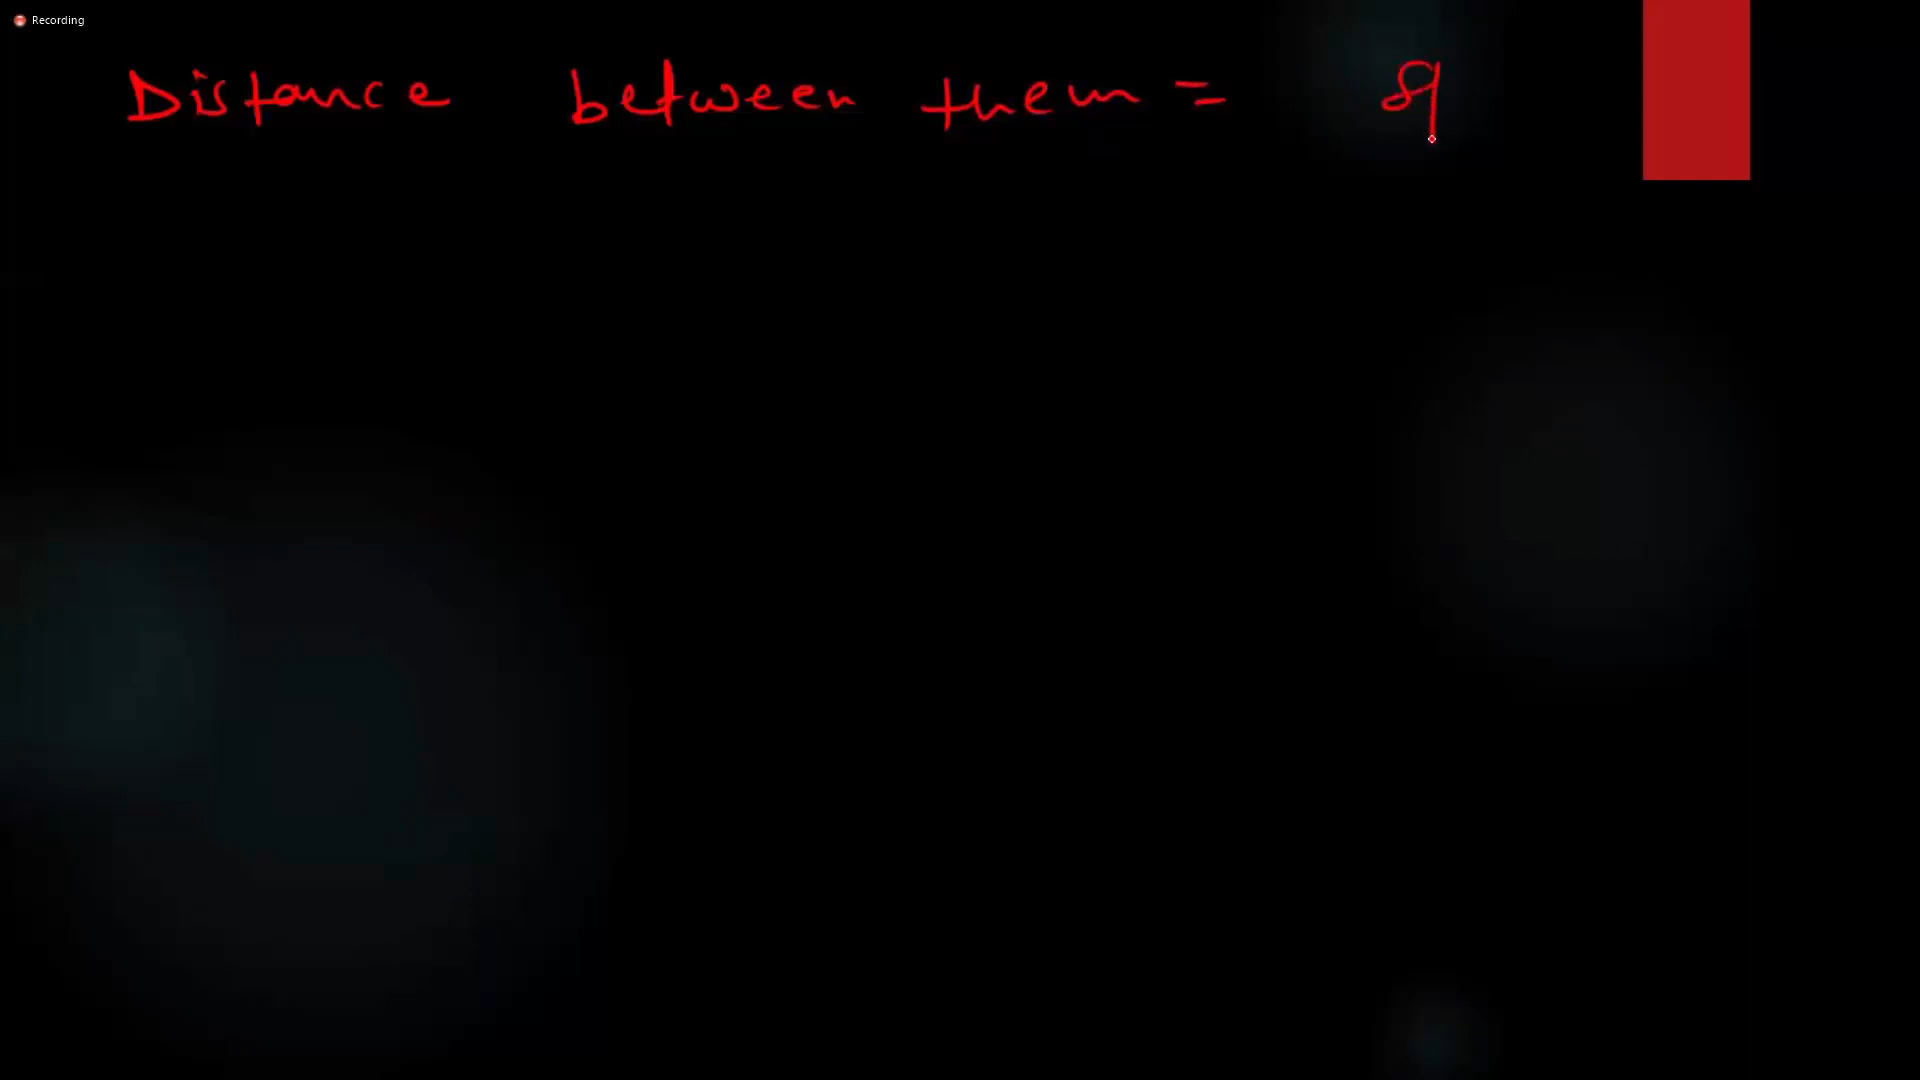 Recording
Distance between them =